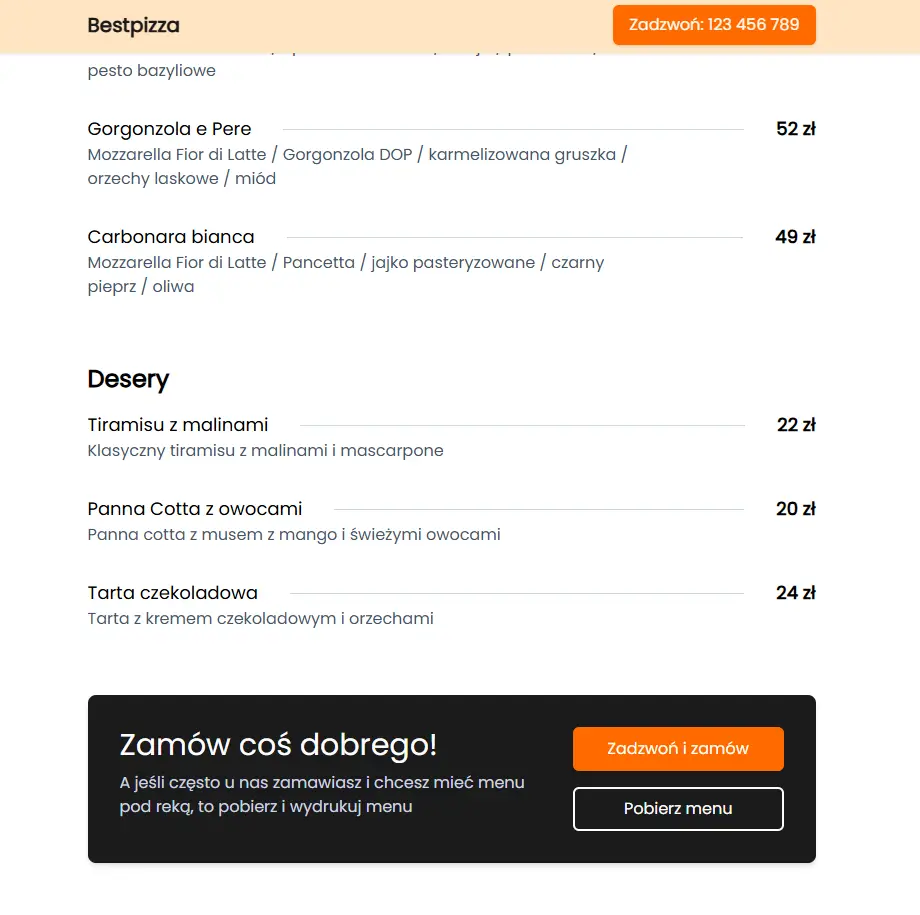 Bestpizza
Zadzwoń: 123 456 789
pesto bazyliowe
Gorgonzola e Pere 52 zł
Mozzarella Fior di Latte / Gorgonzola DOP / karmelizowana gruszka /
orzechy laskowe / miód
Carbonara bianca 49 zł
Mozzarella Fior di Latte / Pancetta / jajko pasteryzowane / czarny
pieprz / oliwa
Desery
Tiramisu z malinami 22 zł
Klasyczny tiramisu z malinami i mascarpone
Panna Cotta z owocami 20 zł
Panna cotta z musem z mango i świeżymi owocami
Tarta czekoladowa 24 zł
Tarta z kremem czekoladowym i orzechami
Zamów coś dobrego!
A jeśli często u nas zamawiasz i chcesz mieć menu
pod reką, to pobierz i wydrukuj menu
Zadzwoń i zamów
Pobierz menu